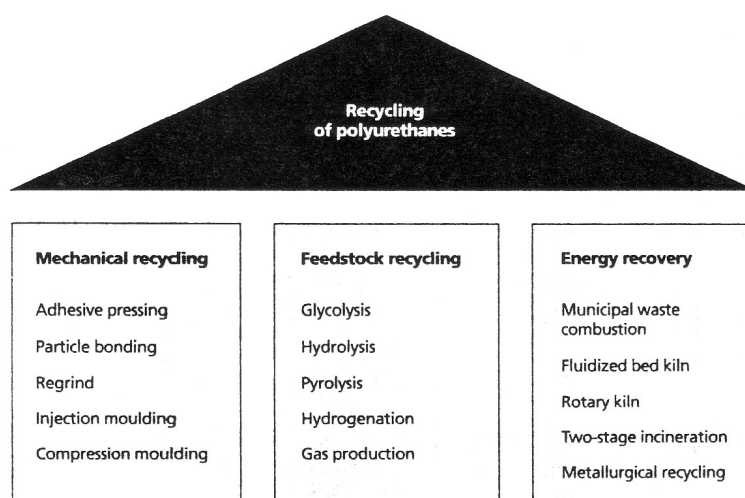 Recycling
of polyurethanes
Mechanical recycling
Adhesive pressing
Particle bonding
Regrind
Injection moulding
Compression moulding
Feedstock recycling
Glycolysis
Hydrolysis
Pyrolysis
Hydrogenation
Gas production
Energy recovery
Municipal waste
combustion
Fluidized bed kiln
Rotary kiln
Two-stage incineration
Metallurgical recycling